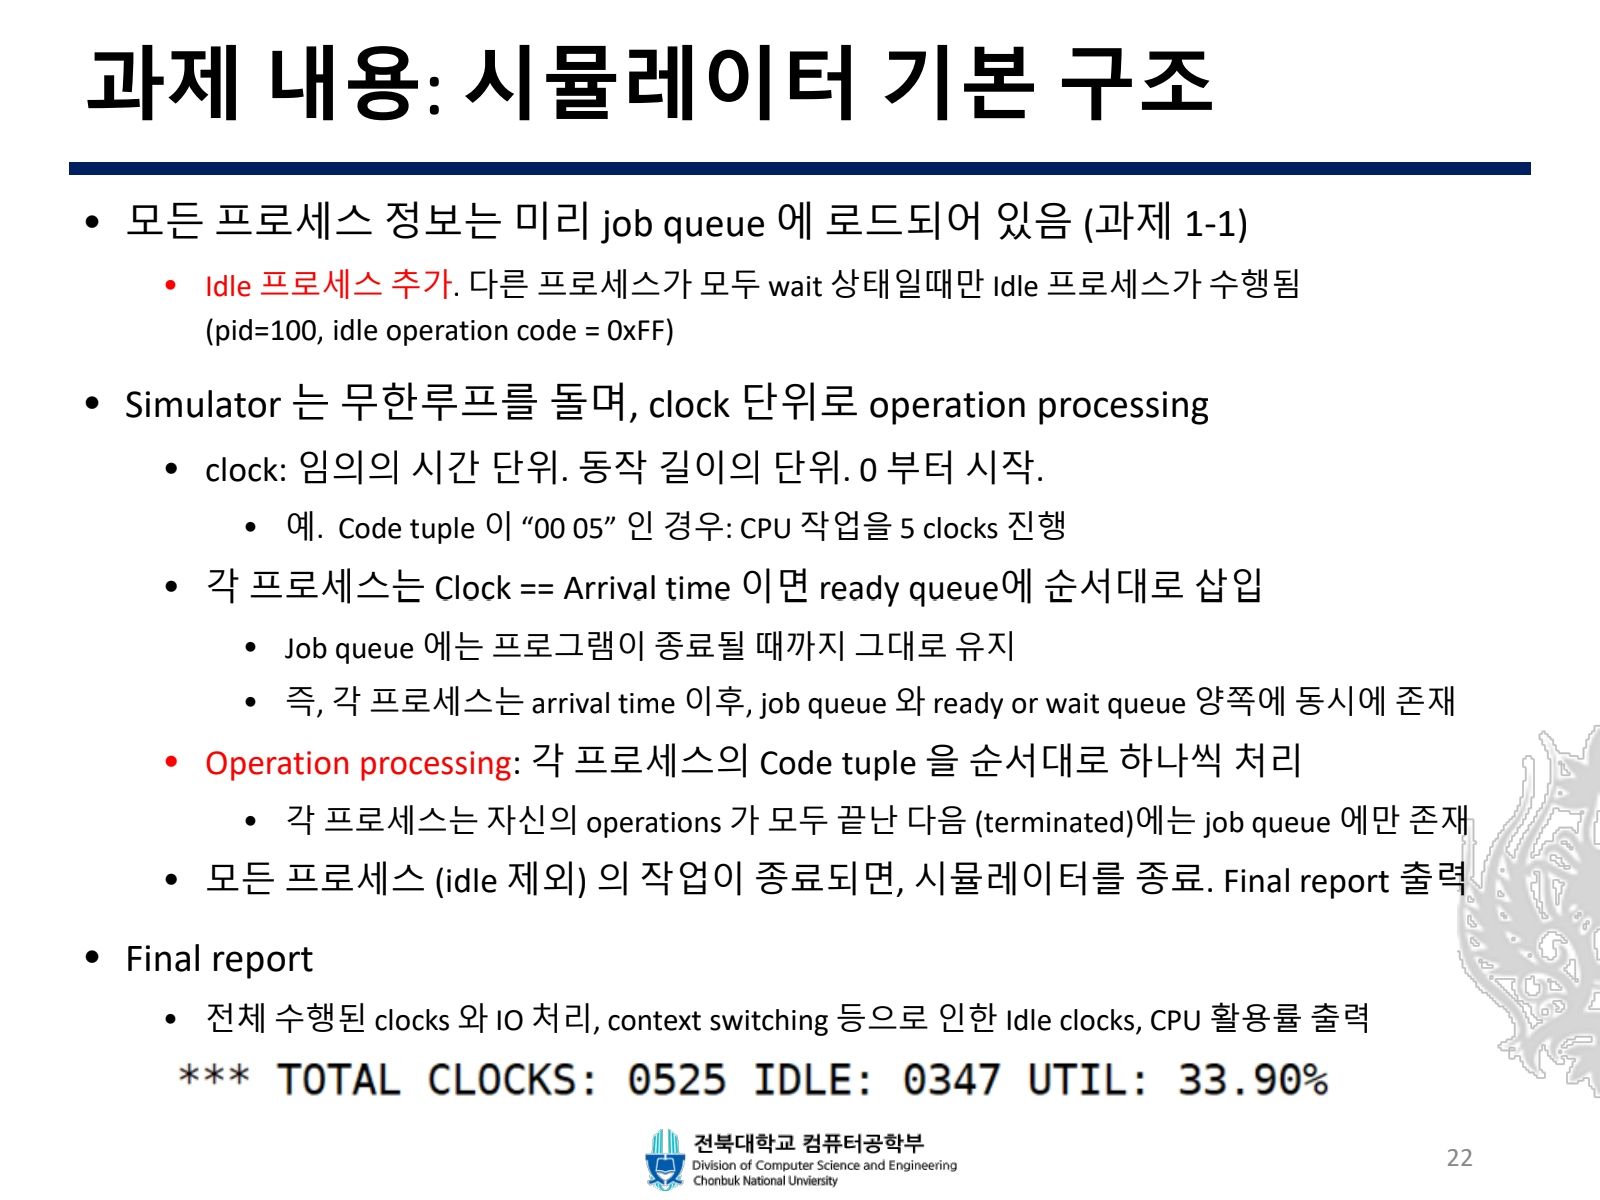 과제 내용: 시뮬레이터 기본 구조
• 모든 프로세스 정보는 미리 job queue 에 로드되어 있음 (과제 1-1)
• Idle 프로세스 추가. 다른 프로세스가 모두 wait 상태일때만 Idle 프로세스가 수행됨
(pid=100, idle operation code = 0xFF)
• Simulator 는 무한루프를 돌며, clock 단위로 operation processing
• clock: 임의의 시간 단위. 동작 길이의 단위. 0 부터 시작.
• 예. Code tuple 이 “00 05” 인 경우: CPU 작업을 5 clocks 진행
• 각 프로세스는 Clock == Arrival time 이면 ready queue에 순서대로 삽입
• Job queue 에는 프로그램이 종료될 때까지 그대로 유지
• 즉, 각 프로세스는 arrival time 이후, job queue 와 ready or wait queue 양쪽에 동시에 존재
• Operation processing: 각 프로세스의 Code tuple 을 순서대로 하나씩 처리
• 각 프로세스는 자신의 operations 가 모두 끝난 다음 (terminated)에는 job queue 에만 존재
• 모든 프로세스 (idle 제외) 의 작업이 종료되면, 시뮬레이터를 종료. Final report 출력
• Final report
• 전체 수행된 clocks 와 IO 처리, context switching 등으로 인한 Idle clocks, CPU 활용률 출력
*** TOTAL CLOCKS: 0525 IDLE: 0347 UTIL: 33.90%
전북대학교 컴퓨터공학부
Division of Computer Science and Engineering
Chonbuk National Unviersity
22